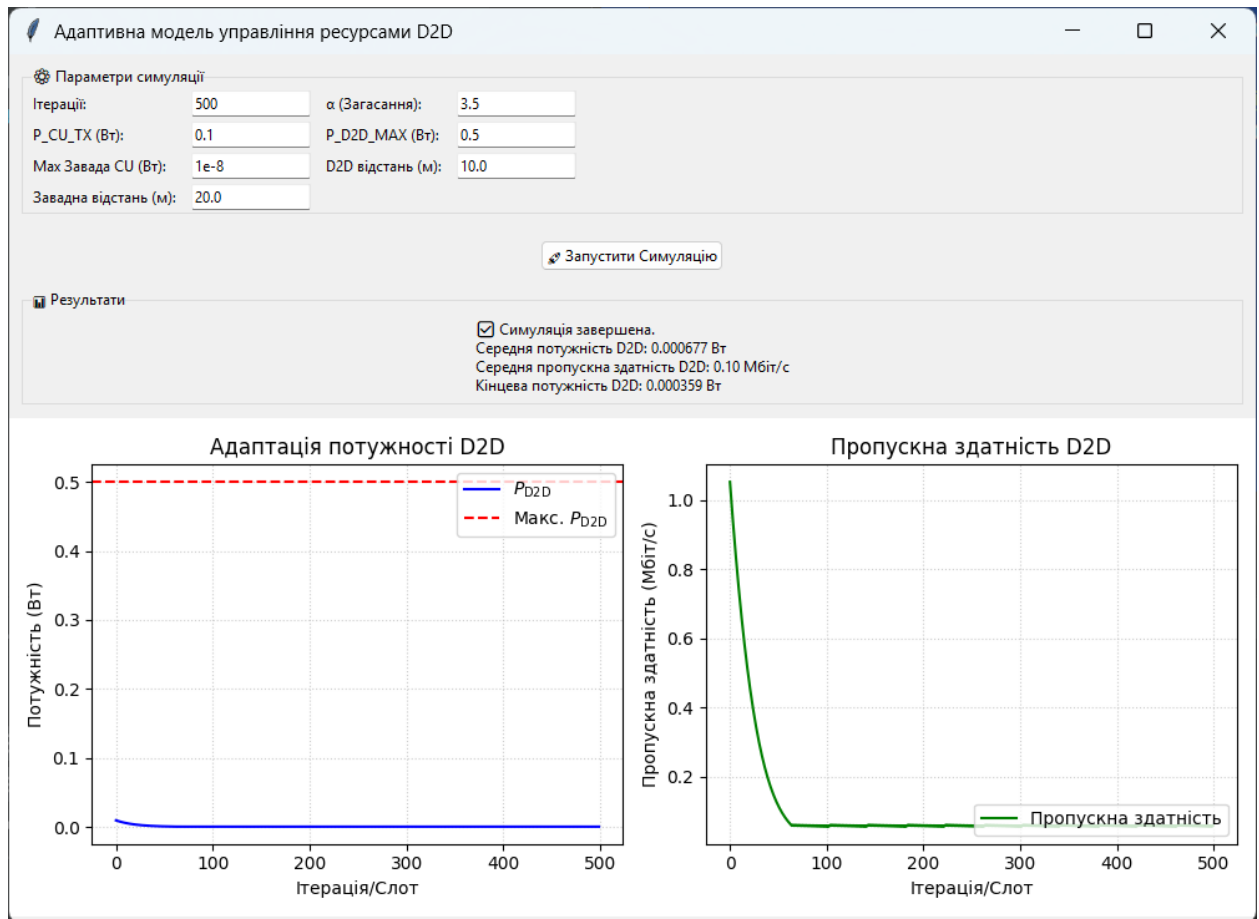 Адаптивна модель управління ресурсами D2D
Параметри симуляції
Ітерації: 500 α (Загасання): 3.5
P_CU_TX (Вт): 0.1 P_D2D_MAX (Вт): 0.5
Max Завада CU (Вт): 1e-8 D2D відстань (м): 10.0
Завадна відстань (м): 20.0
Запустити Симуляцію
Результати
Симуляція завершена.
Середня потужність D2D: 0.000677 Вт
Середня пропускна здатність D2D: 0.10 Мбіт/с
Кінцева потужність D2D: 0.000359 Вт
Адаптація потужності D2D
0.5
0.4
0.3
0.2
0.1
0.0
Потужність (Вт)
P_D2D
Макс. P_D2D
0 100 200 300 400 500
Ітерація/Слот
Пропускна здатність D2D
1.0
0.8
0.6
0.4
0.2
Пропускна здатність (Мбіт/с)
Пропускна здатність
0 100 200 300 400 500
Ітерація/Слот